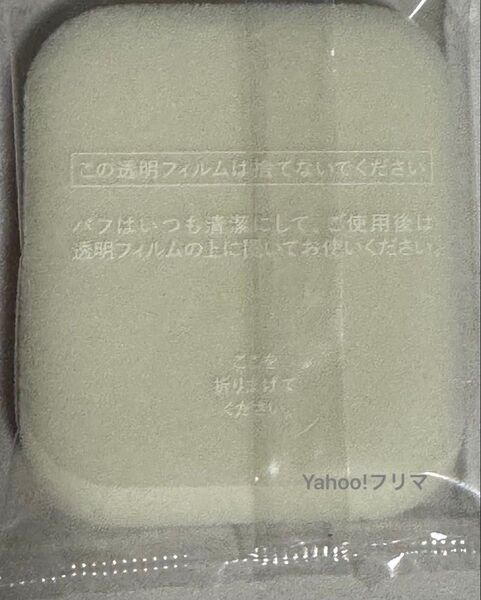 この透明フィルムは捨てないでください
パフはいつも清潔にして、ご使用後は
透明フィルムの上に置いてお使いください。
ここを
折りまげて
ください。
Yahoo!フリマ